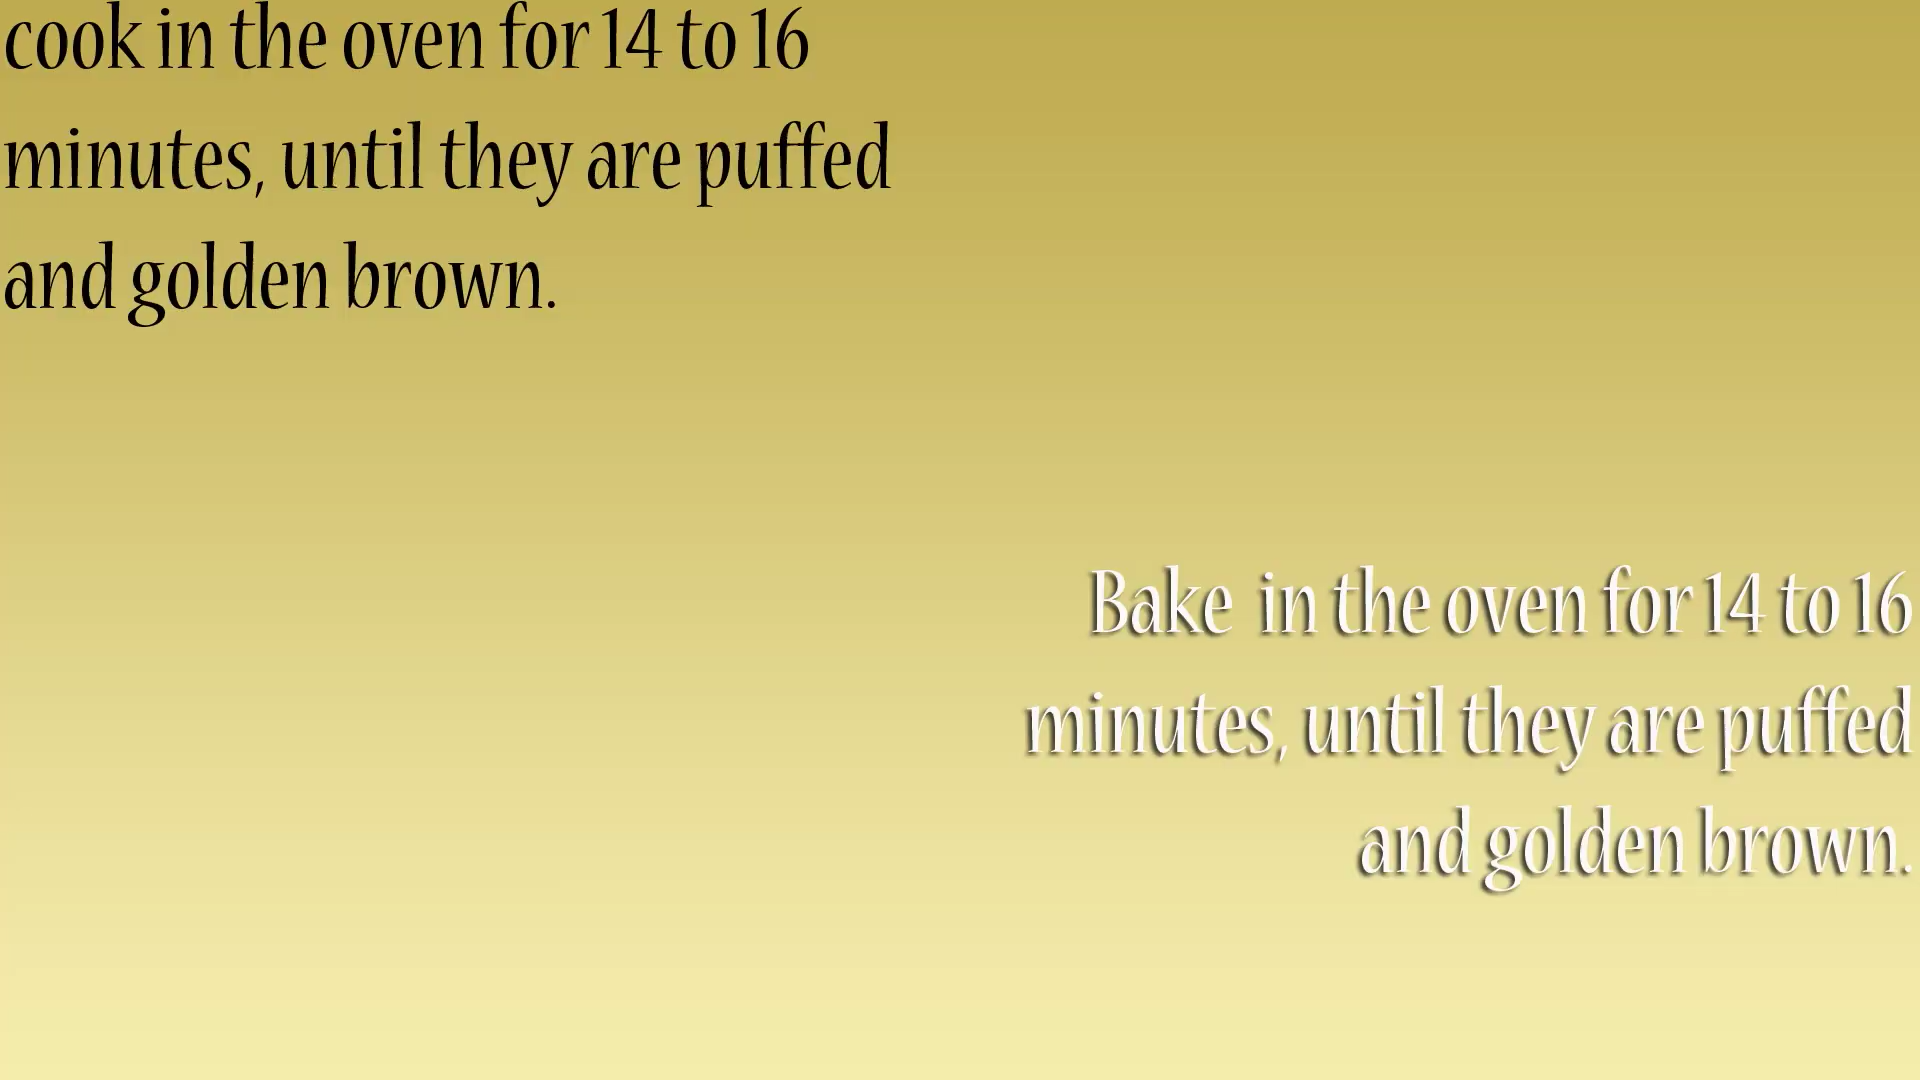 cook in the oven for 14 to 16
minutes, until they are puffed
and golden brown.
Bake  in the oven for 14 to 16
minutes, until they are puffed
and golden brown.